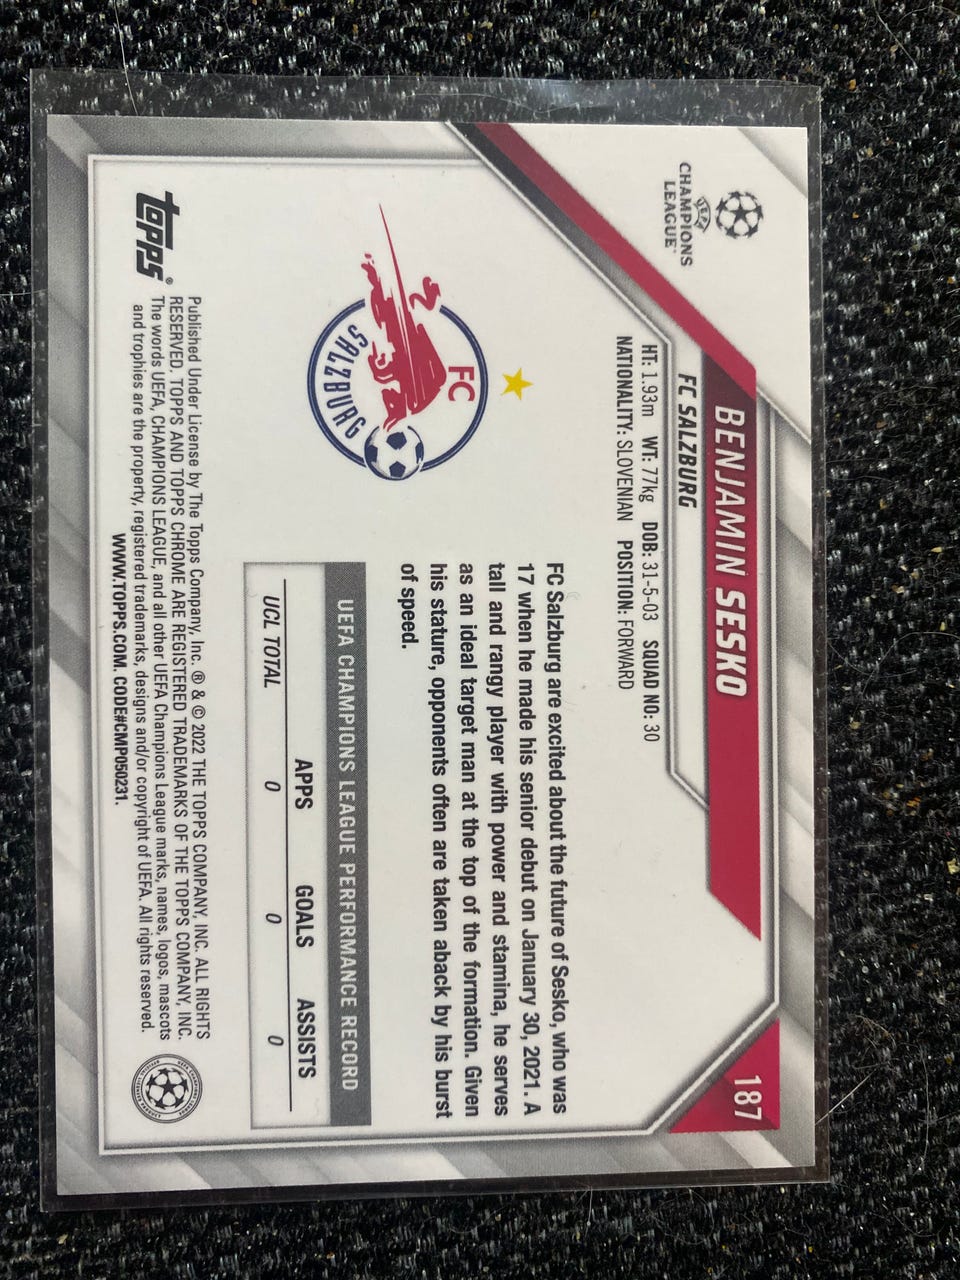 UEFA
CHAMPIONS
LEAGUE
187
BENJAMIN SESKO
FC SALZBURG
HT: 1.93m WT: 77kg DOB: 31-5-03 SQUAD NO: 30
NATIONALITY: SLOVENIAN POSITION: FORWARD
FC
SALZBURG
FC Salzburg are excited about the future of Sesko, who was
17 when he made his senior debut on January 30, 2021. A
tall and rangy player with power and stamina, he serves
as an ideal target man at the top of the formation. Given
his stature, opponents often are taken aback by his burst
of speed.
UEFA CHAMPIONS LEAGUE PERFORMANCE RECORD
APPS GOALS ASSISTS
UCL TOTAL 0 0 0
topps®
Published Under License by The Topps Company, Inc. ® & © 2022 THE TOPPS COMPANY, INC. ALL RIGHTS
RESERVED. TOPPS AND TOPPS CHROME ARE REGISTERED TRADEMARKS OF THE TOPPS COMPANY, INC.
The words UEFA, CHAMPIONS LEAGUE, and all other UEFA Champions League marks, names, logos, mascots
and trophies are the property, registered trademarks, designs and/or copyright of UEFA. All rights reserved.
WWW.TOPPS.COM. CODE#CMP050231.